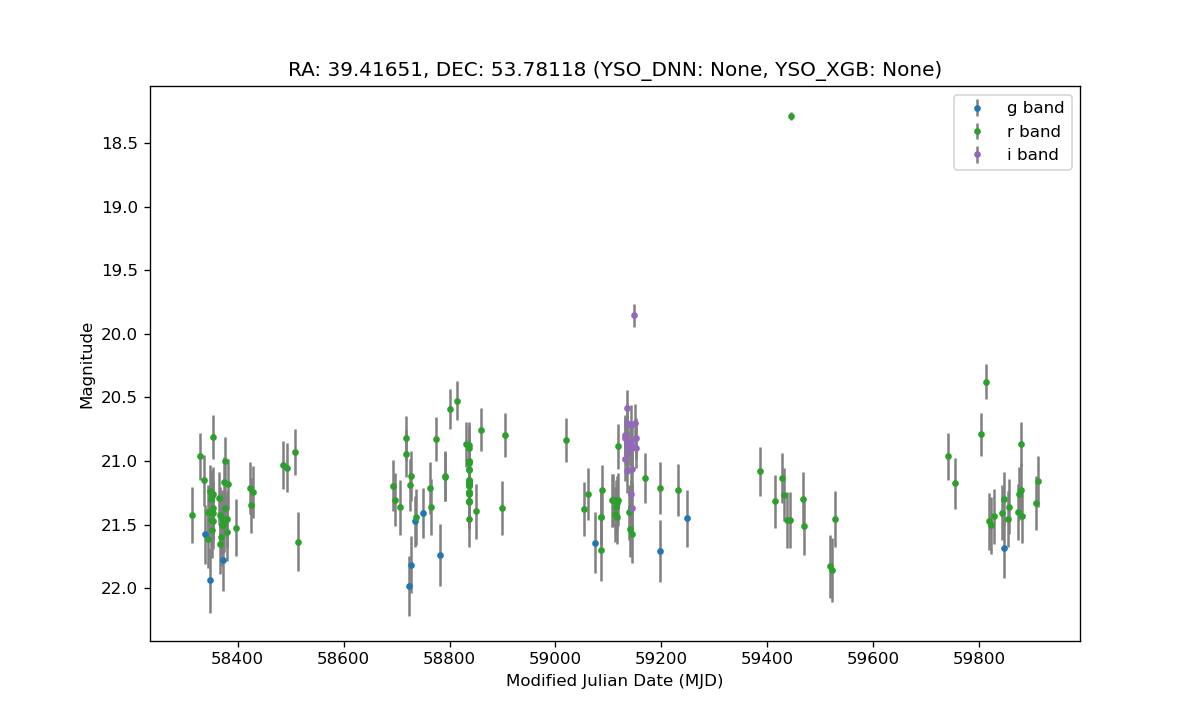 RA: 39.41651, DEC: 53.78118 (YSO_DNN: None, YSO_XGB: None)
g band
r band
i band
18.5
19.0
19.5
20.0
20.5
21.0
21.5
22.0
Magnitude
58400 58600 58800 59000 59200 59400 59600 59800
Modified Julian Date (MJD)